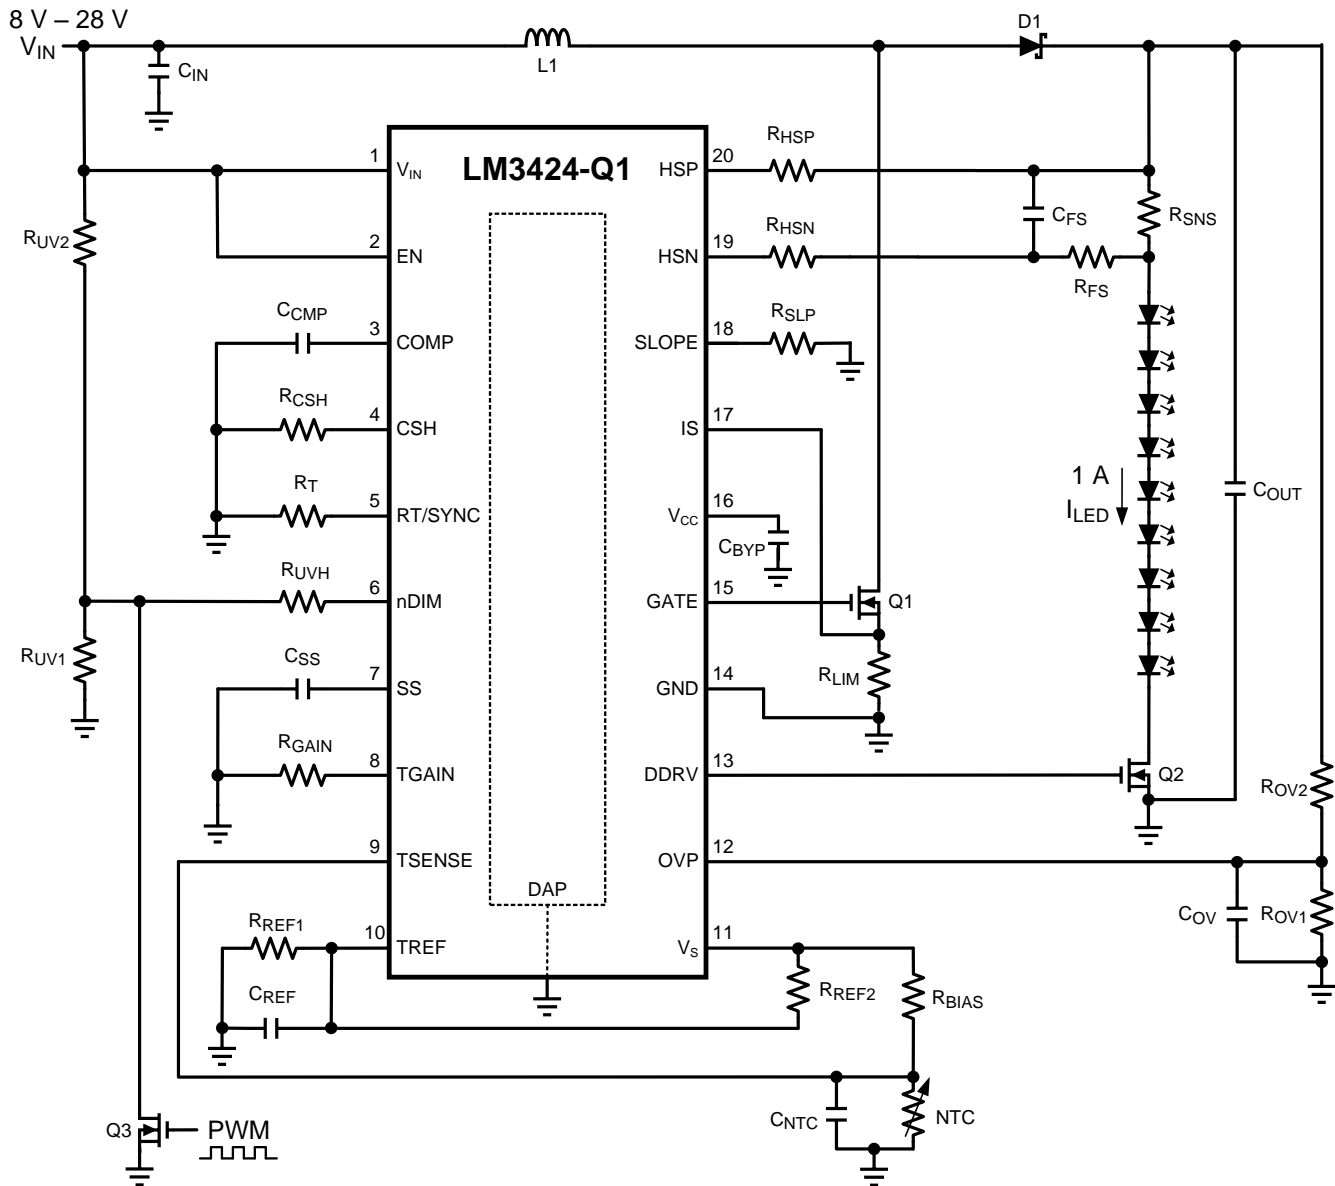 8 V – 28 V
VIN
D1
CIN
L1
LM3424-Q1
1
VIN
HSP
20
RHSP
RUV2
CFS
RSNS
2
EN
HSN
19
RHSN
RFS
CCMP
3
COMP
SLOPE
18
RSLP
RCSH
4
CSH
IS
17
1 A
ILED
COUT
RT
5
RT/SYNC
VCC
16
CBYP
RUVH
6
nDIM
GATE
15
Q1
RUV1
CSS
7
SS
GND
14
RLIM
RGAIN
8
TGAIN
DDRV
13
Q2
ROV2
9
TSENSE
OVP
12
DAP
COV
ROV1
RREF1
10
TREF
VS
11
CREF
RREF2
RBIAS
CNTC
NTC
Q3
PWM